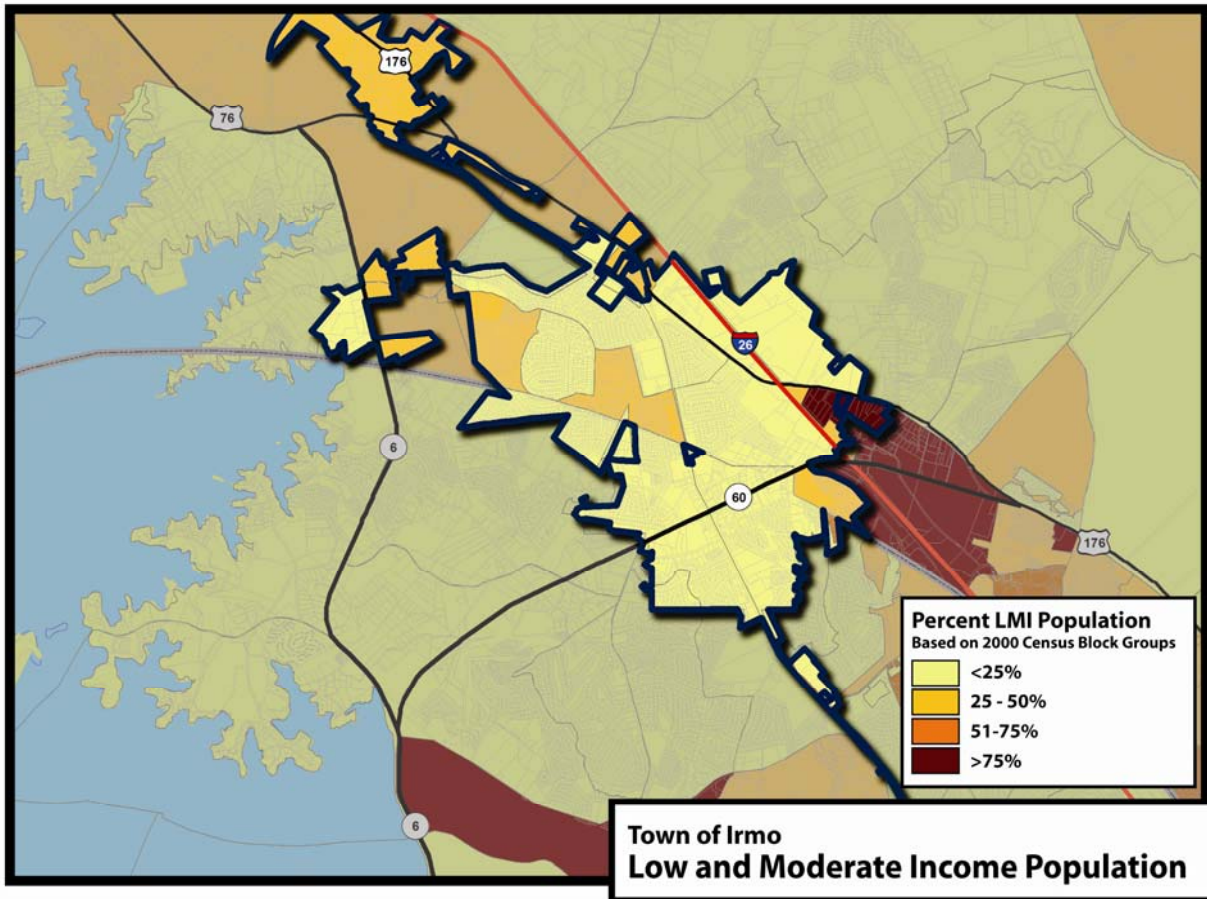 176
76
26
6
60
176
6
Percent LMI Population
Based on 2000 Census Block Groups
<25%
25 - 50%
51-75%
>75%
Town of Irmo
Low and Moderate Income Population